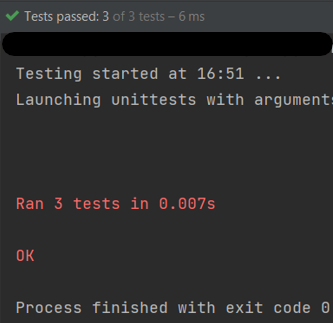 Tests passed: 3 of 3 tests – 6 ms
Testing started at 16:51 ...
Launching unittests with arguments
Ran 3 tests in 0.007s
OK
Process finished with exit code 0